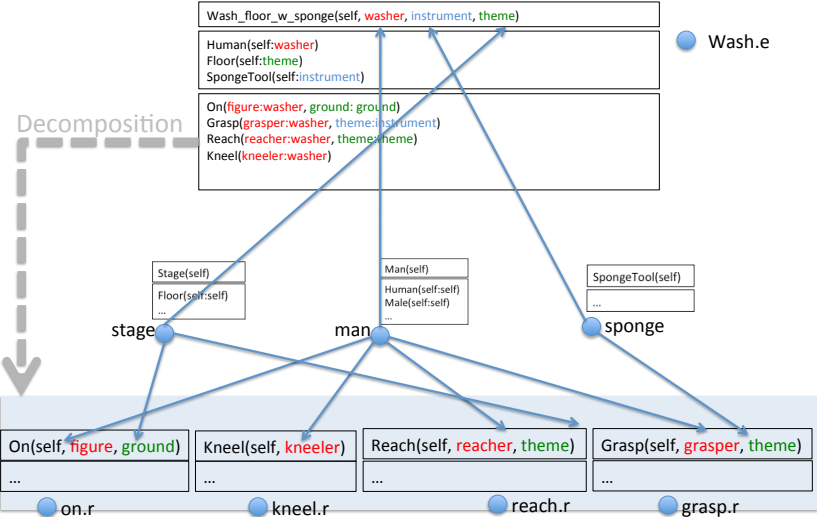 Wash_floor_w_sponge(self, washer, instrument, theme)
Wash.e
Human(self:washer)
Floor(self:theme)
SpongeTool(self:instrument)
On(figure:washer, ground: ground)
Grasp(grasper:washer, theme:instrument)
Reach(reacher:washer, theme:theme)
Kneel(kneeler:washer)
Decomposition
Stage(self)
Floor(self:self)
...
stage
Man(self)
Human(self:self)
Male(self:self)
...
man
SpongeTool(self)
...
sponge
On(self, figure, ground)
...
on.r
Kneel(self, kneeler)
...
kneel.r
Reach(self, reacher, theme)
...
reach.r
Grasp(self, grasper, theme)
...
grasp.r